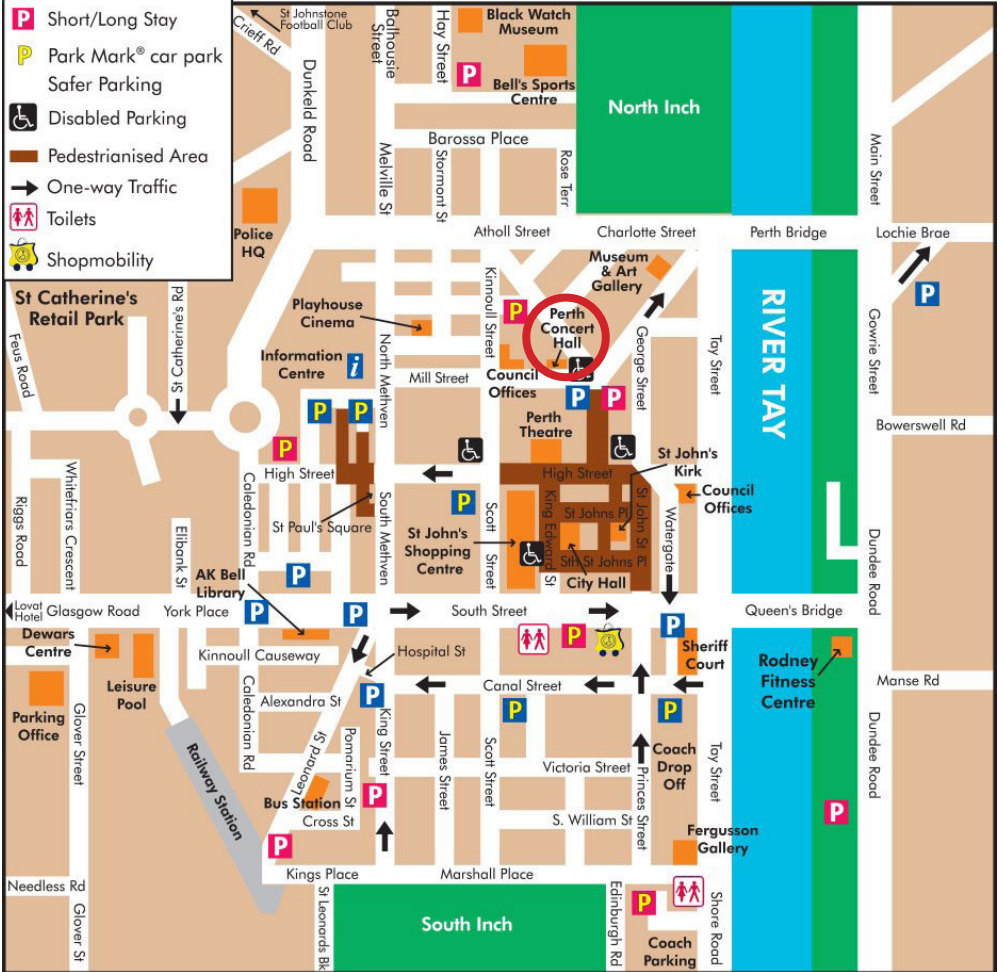 P Short/Long Stay
P Park Mark® car park
Safer Parking
Disabled Parking
Pedestrianised Area
One-way Traffic
Toilets
Shopmobility
St Johnstone
Football Club
Crieff Rd
Dunkeld Road
Balhousie
Street
Hay Street
Black Watch
Museum
P
Bell's Sports
Centre
North Inch
Barossa Place
Melville St
Stormont St
Rose Terr
Main Street
Police
HQ
Atholl Street
Charlotte Street
Perth Bridge
Lochie Brae
St Catherine's
Retail Park
St Catherines Rd
Feus Road
Playhouse
Cinema
Kinnoull Street
P
Perth
Concert
Hall
Museum
& Art
Gallery
George Street
Tay Street
RIVER TAY
Gowrie Street
P
Information
Centre
i
North Methven
Mill Street
Council
Offices
P
P
P
P
Perth
Theatre
Bowerswell Rd
P
High Street
High Street
St John's
Kirk
Whitefriars Crescent
Riggs Road
Caledonian Rd
St Paul's Square
South Methven
P
Scott
Street
St John's
Shopping
Centre
King Edward St
St Johns Pl
St John St
Sth St Johns Pl
City Hall
Watergate
Council
Offices
Dundee Road
Elibank St
AK Bell
Library
P
Lovat
Hotel
Glasgow Road
York Place
P
P
South Street
P
Queen's Bridge
Dewars
Centre
Kinnoull Causeway
Hospital St
P
Sheriff
Court
Rodney
Fitness
Centre
Leisure
Pool
Parking
Office
Glover Street
Caledonian Rd
Alexandra St
P
Canal Street
Manse Rd
Railway Station
Leonard St
Pomarium St
King Street
James Street
Scott Street
P
P
Coach
Drop
Off
Victoria Street
Princes Street
Tay Street
Dundee Road
Bus Station
Cross St
P
P
S. William St
Fergusson
Gallery
P
Needless Rd
Glover St
Kings Place
Marshall Place
St Leonards Bk
South Inch
Edinburgh Rd
P
Shore Road
Coach
Parking